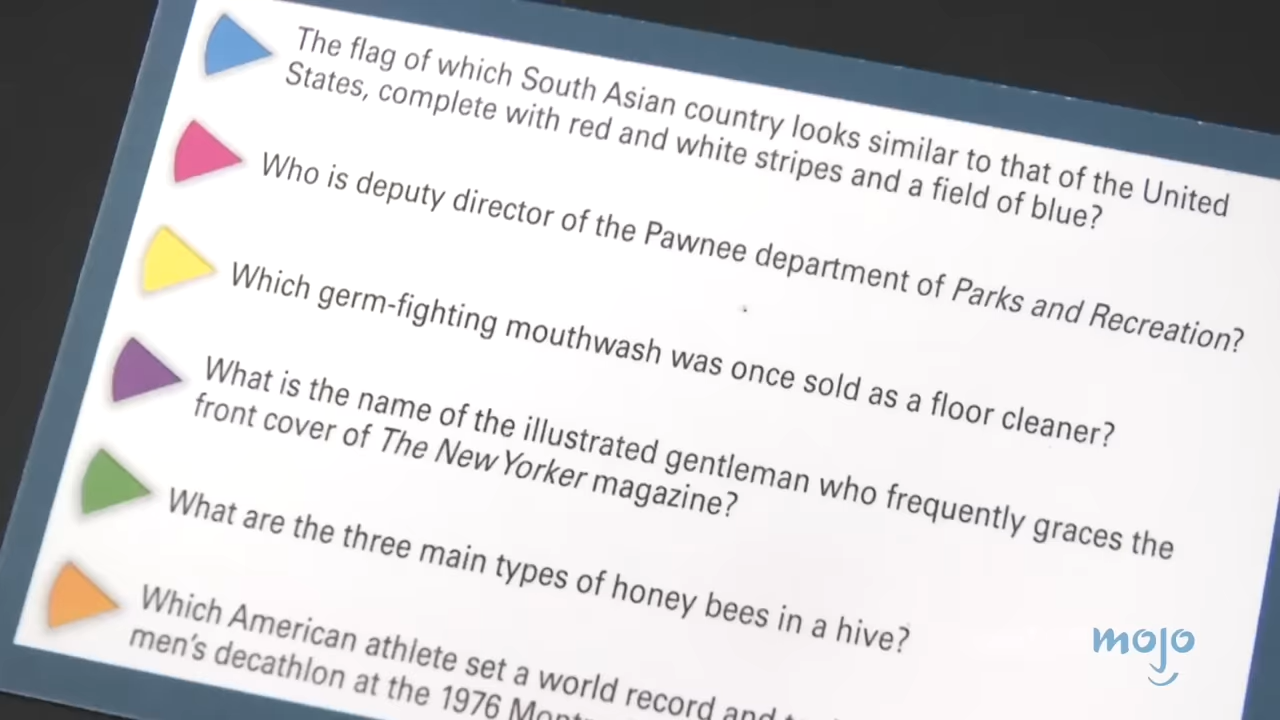 The flag of which South Asian country looks similar to that of the United
States, complete with red and white stripes and a field of blue?
Who is deputy director of the Pawnee department of Parks and Recreation?
Which germ-fighting mouthwash was once sold as a floor cleaner?
What is the name of the illustrated gentleman who frequently graces the
front cover of The New Yorker magazine?
What are the three main types of honey bees in a hive?
Which American athlete set a world record and
men's decathlon at the 1976
mojo